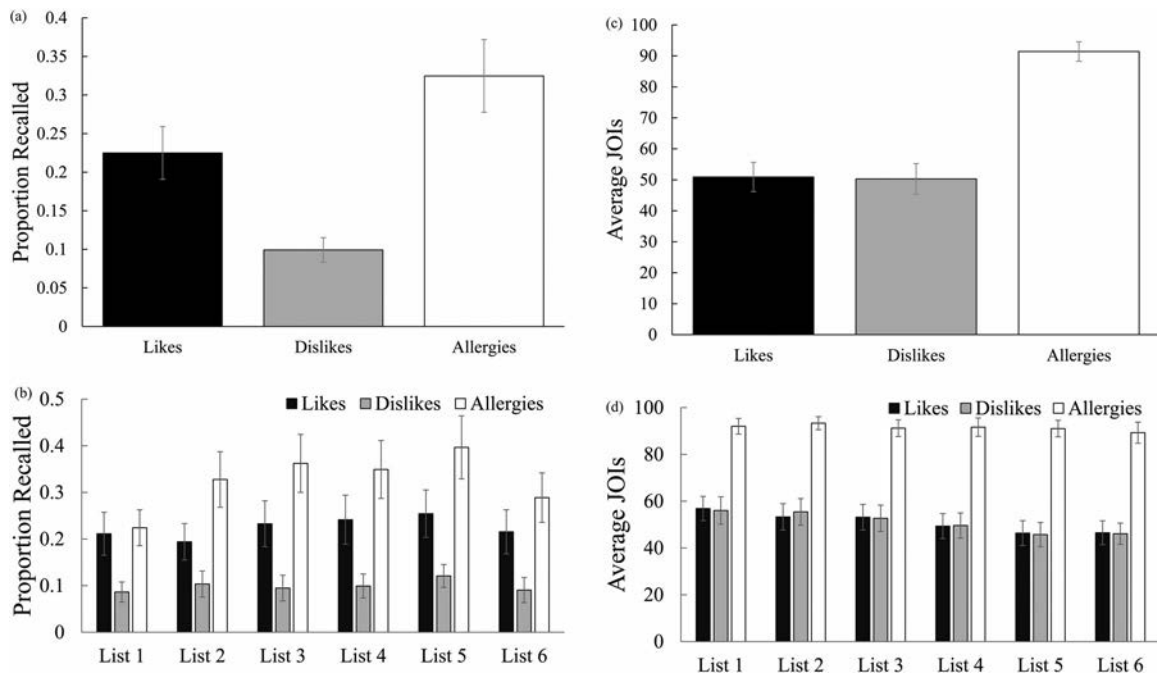 (a)
0.4
0.35
0.3
0.25
0.2
0.15
0.1
0.05
0
Proportion Recalled
Likes Dislikes Allergies
(c)
100
90
80
70
60
50
40
30
20
10
0
Average JOIs
Likes Dislikes Allergies
(b)
Likes Dislikes Allergies
0.5
0.4
0.3
0.2
0.1
0
Proportion Recalled
List 1 List 2 List 3 List 4 List 5 List 6
(d)
Likes Dislikes Allergies
100
80
60
40
20
0
Average JOIs
List 1 List 2 List 3 List 4 List 5 List 6